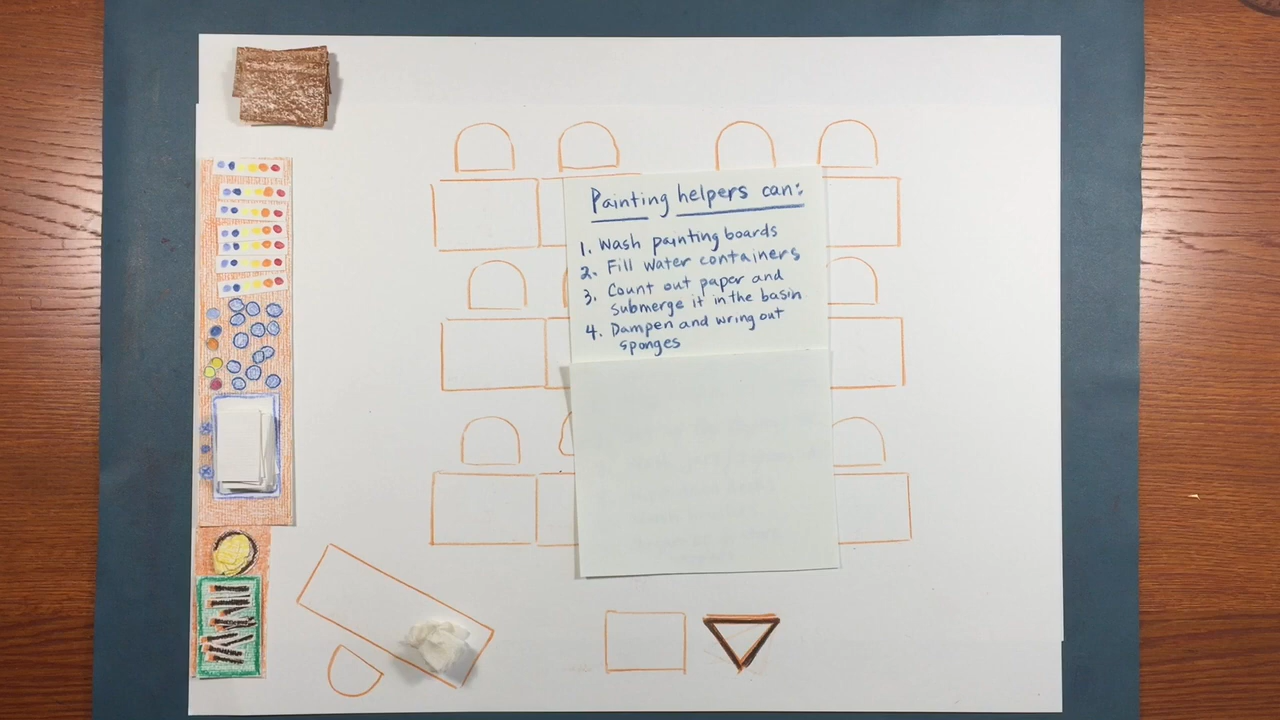 Painting helpers can:
1. Wash painting boards
2. Fill water containers
3. Count out paper and
submerge it in the basin
4. Dampen and wring out
sponges